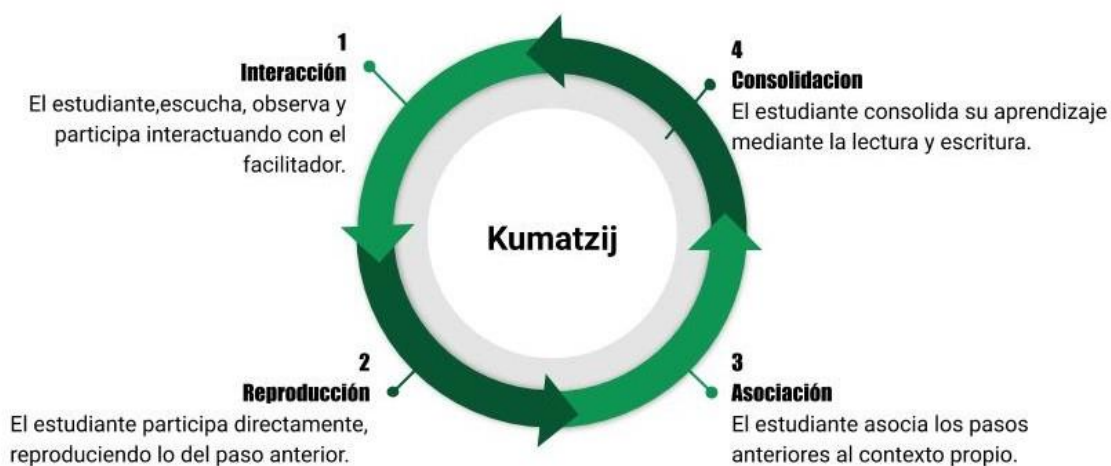 1
Interacción
El estudiante,escucha, observa y
participa interactuando con el
facilitador.
2
Reproducción
El estudiante participa directamente,
reproduciendo lo del paso anterior.
3
Asociación
El estudiante asocia los pasos
anteriores al contexto propio.
4
Consolidacion
El estudiante consolida su aprendizaje
mediante la lectura y escritura.
Kumatzij